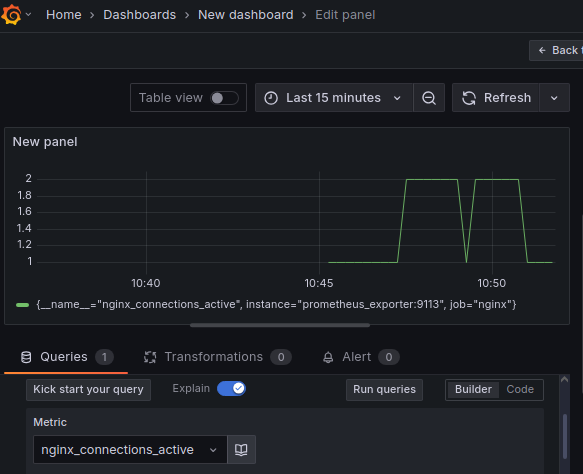 Home > Dashboards > New dashboard > Edit panel
← Back t
Table view Last 15 minutes Refresh
New panel
2
1.8
1.6
1.4
1.2
1
10:40 10:45 10:50
{__name__="nginx_connections_active", instance="prometheus_exporter:9113", job="nginx"}
Queries 1 Transformations 0 Alert 0
Kick start your query Explain Run queries Builder Code
Metric
nginx_connections_active